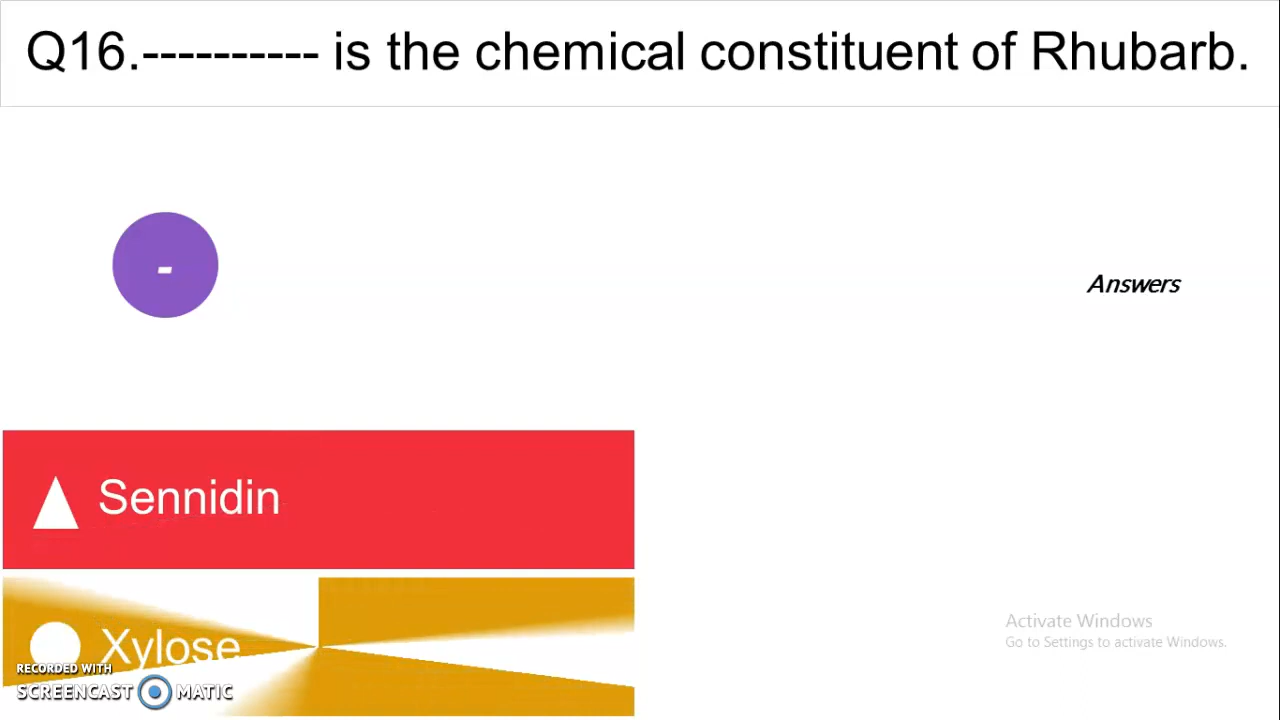 Q16.---------- is the chemical constituent of Rhubarb.
-
Answers
Sennidin
Xylose
RECORDED WITH
SCREENCAST MATIC
Activate Windows
Go to Settings to activate Windows.